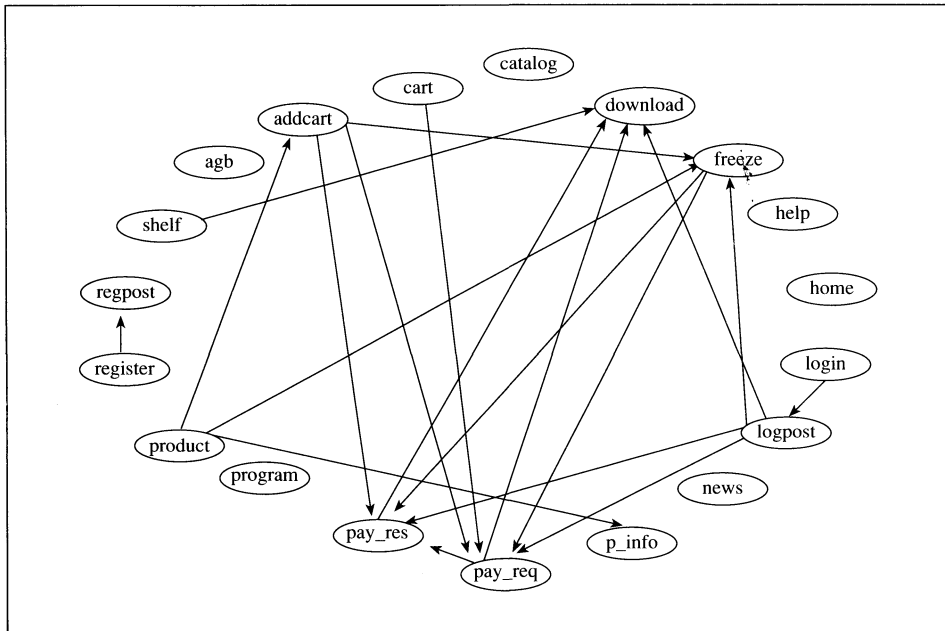 catalog
cart
download
addcart
freeze
agb
help
shelf
regpost
home
register
login
product
logpost
program
news
pay_res
p_info
pay_req